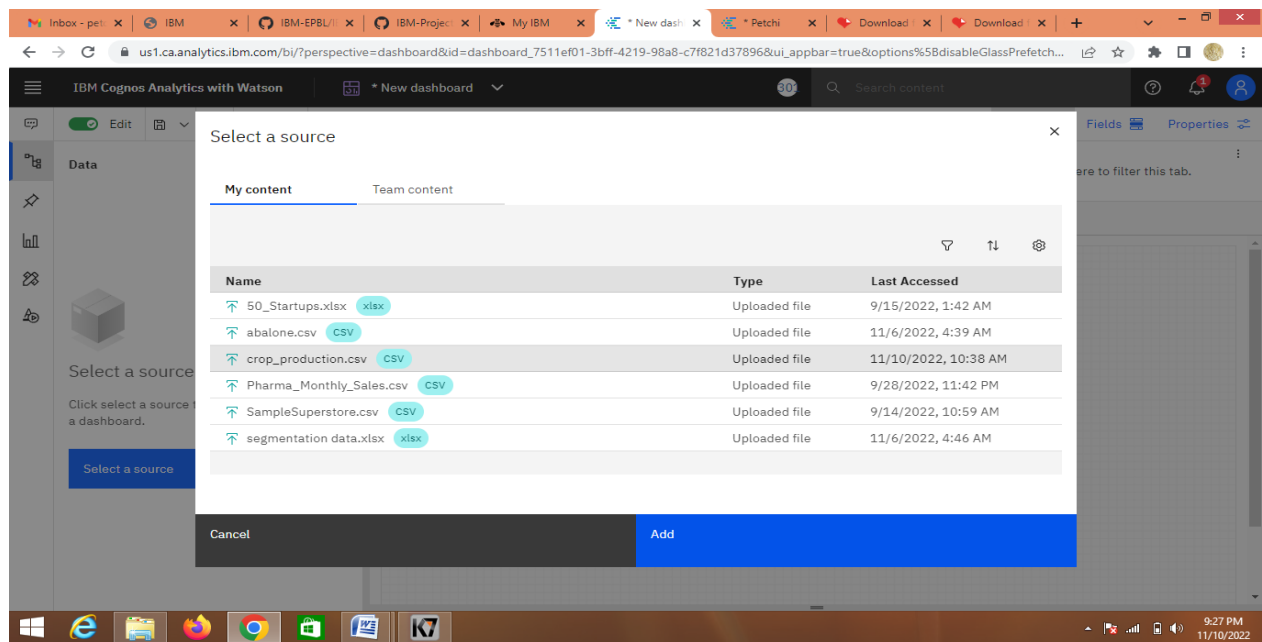 Inbox - peti IBM IBM-EPBL/I IBM-Project My IBM * New dash * Petchi Download f Download f
us1.ca.analytics.ibm.com/bi/?perspective=dashboard&id=dashboard_7511ef01-3bff-4219-98a8-c7f821d37896&ui_appbar=true&options%5BdisableGlassPrefetch...
IBM Cognos Analytics with Watson * New dashboard Search content 1
Edit Select a source Fields Properties
Data ere to filter this tab.
My content Team content
Name Type Last Accessed
50_Startups.xlsx xlsx Uploaded file 9/15/2022, 1:42 AM
abalone.csv CSV Uploaded file 11/6/2022, 4:39 AM
crop_production.csv CSV Uploaded file 11/10/2022, 10:38 AM
Pharma_Monthly_Sales.csv CSV Uploaded file 9/28/2022, 11:42 PM
SampleSuperstore.csv CSV Uploaded file 9/14/2022, 10:59 AM
segmentation data.xlsx xlsx Uploaded file 11/6/2022, 4:46 AM
Select a source
Click select a source t
a dashboard.
Select a source
Cancel Add
K7
9:27 PM
11/10/2022